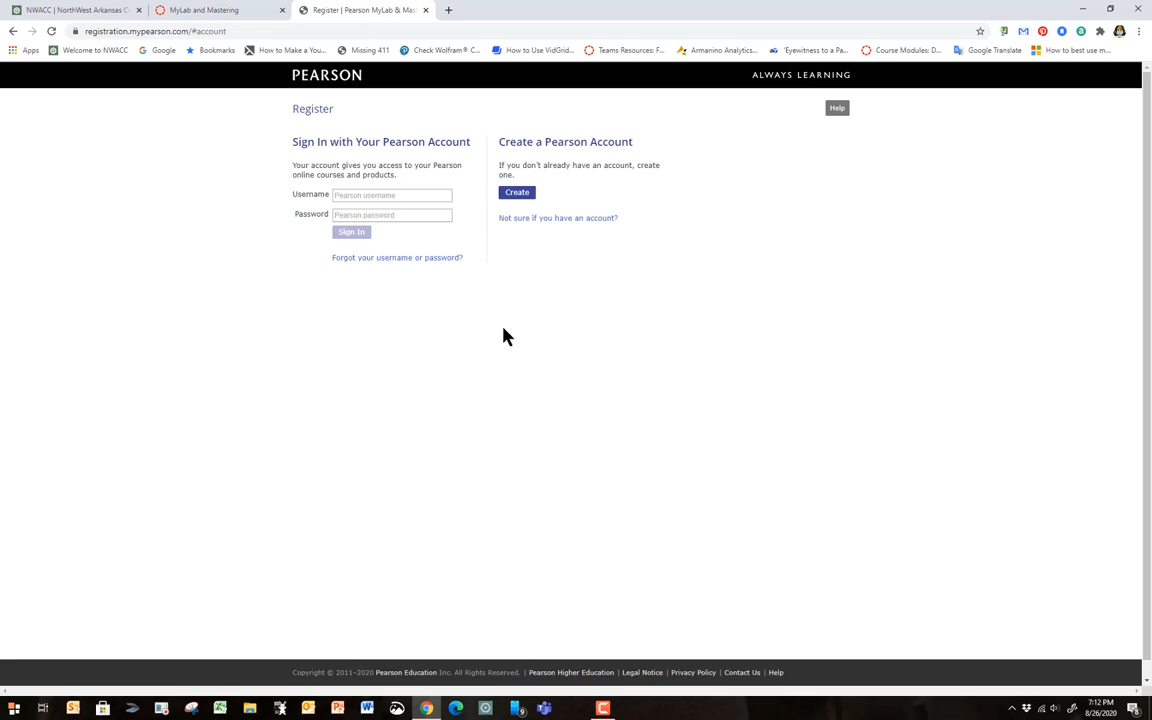 NWACC | NorthWest Arkansas C
MyLab and Mastering
Register | Pearson MyLab & Mas
registration.mypearson.com/#account
Apps
Welcome to NWACC
Google
Bookmarks
How to Make a You...
Missing 411
Check Wolfram® C...
How to Use VidGrid...
Teams Resources: F...
Armanino Analytics...
'Eyewitness to a Pa...
Course Modules: D...
Google Translate
How to best use m...
PEARSON
ALWAYS LEARNING
Register
Help
Sign In with Your Pearson Account
Your account gives you access to your Pearson
online courses and products.
Username
Pearson username
Password
Pearson password
Sign In
Forgot your username or password?
Create a Pearson Account
If you don't already have an account, create
one.
Create
Not sure if you have an account?
Copyright © 2011–2020 Pearson Education Inc. All Rights Reserved. | Pearson Higher Education | Legal Notice | Privacy Policy | Contact Us | Help
9
7:12 PM
8/26/2020
8